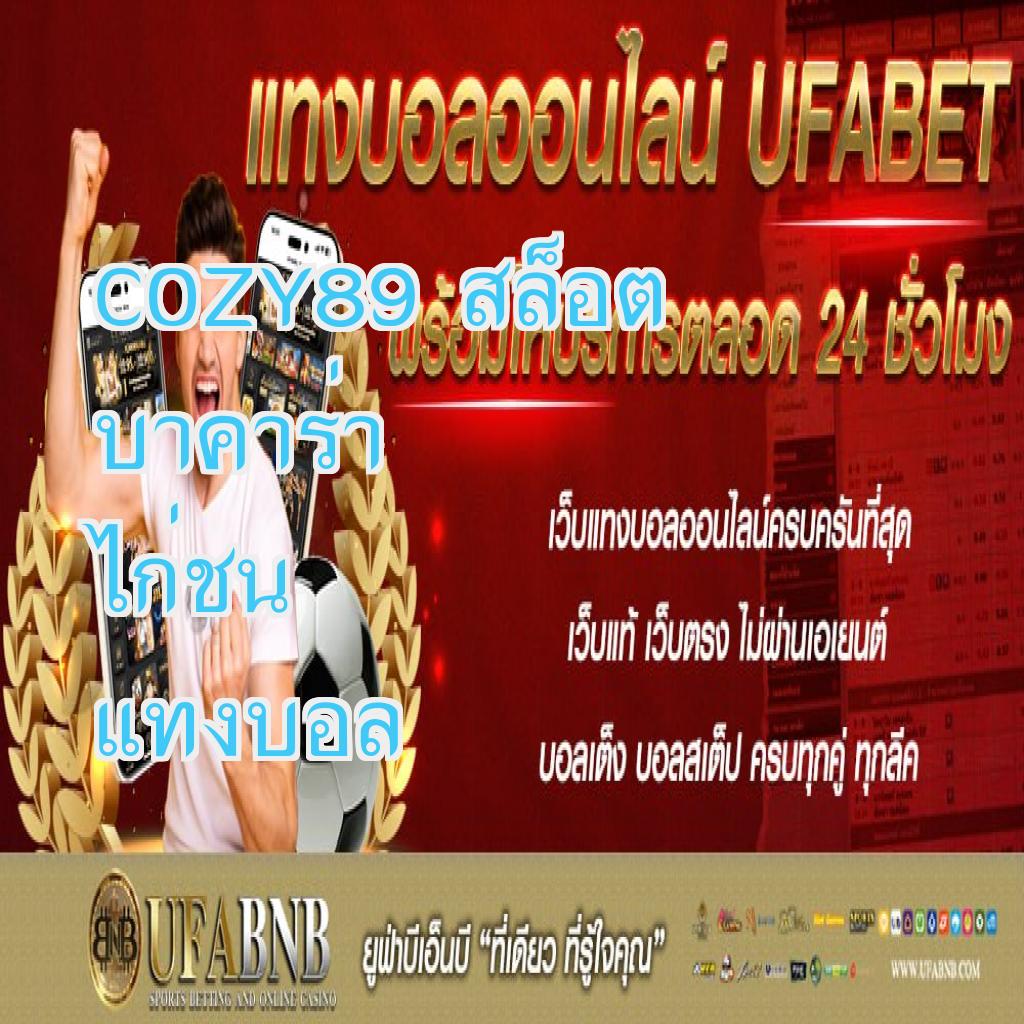 แทงบอลออนไลน์ UFABET
COZY89 สล็อต
พร้อมให้บริการตลอด 24 ชั่วโมง
บาคาร่า
ไก่ชน
แทงบอล
เว็บแทงบอลออนไลน์ครบครันที่สุด
เว็บแท้ เว็บตรง ไม่ผ่านเอเยนต์
บอลเต็ง บอลสเต็ป ครบทุกคู่ ทุกลีค
BNB
UFABNB
SPORTS BETTING AND ONLINE CASINO
ยูฟ่าบีเอ็นบี “ที่เดียว ที่รู้ใจคุณ”
WWW.UFABNB.COM